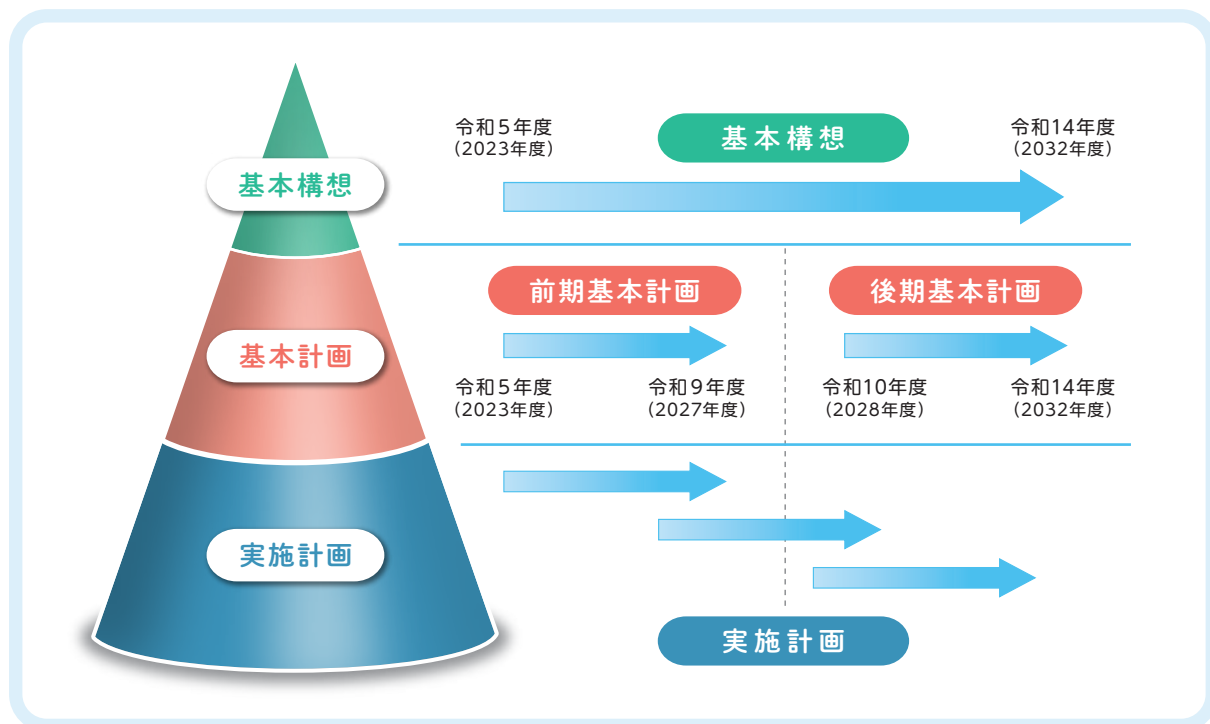 基本構想
基本計画
実施計画
令和5年度
（2023年度）
基本構想
令和14年度
（2032年度）
前期基本計画
後期基本計画
令和5年度
（2023年度）
令和9年度
（2027年度）
令和10年度
（2028年度）
令和14年度
（2032年度）
実施計画